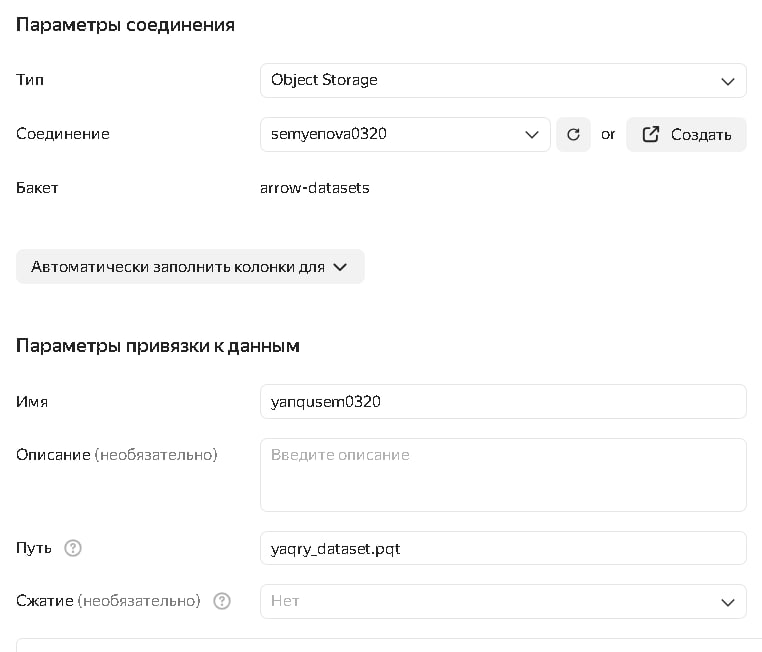 Параметры соединения
Тип Object Storage
Соединение semyenova0320 or Создать
Бакет arrow-datasets
Автоматически заполнить колонки для
Параметры привязки к данным
Имя yanqusem0320
Описание (необязательно) Введите описание
Путь ? yaqry_dataset.pqt
Сжатие (необязательно) ? Нет